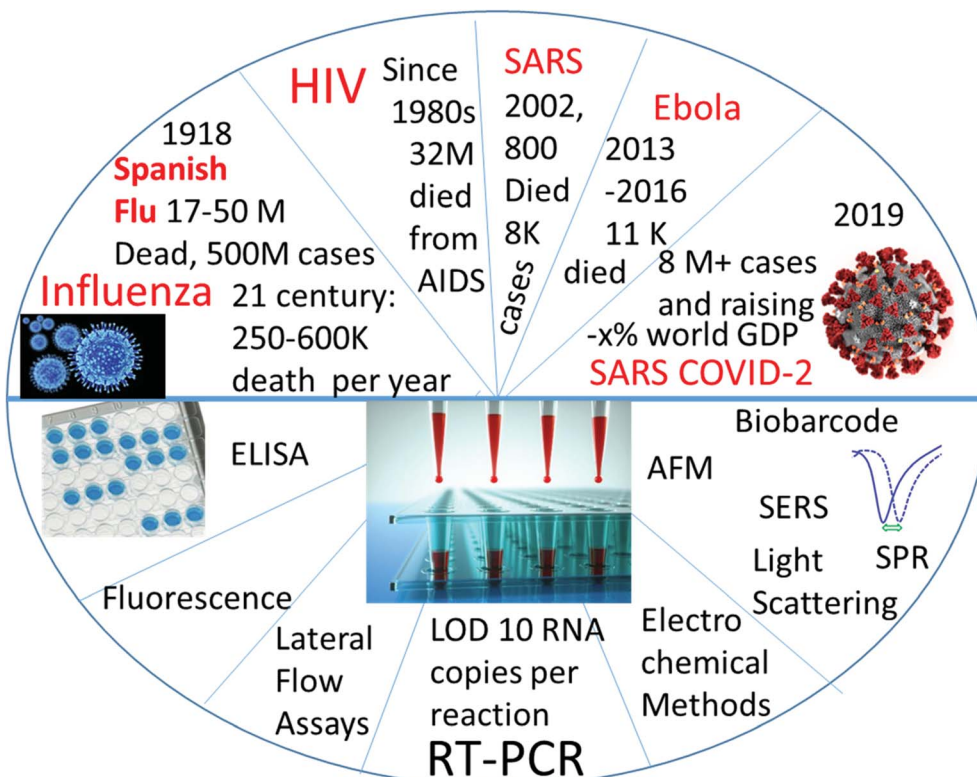 1918
Spanish
Flu 17-50 M
Dead, 500M cases
Influenza
21 century:
250-600K
death per year
HIV
Since
1980s
32M
died
from
AIDS
SARS
2002,
800
Died
8K
cases
Ebola
2013
-2016
11 K
died
2019
8 M+ cases
and raising
-x% world GDP
SARS COVID-2
ELISA
Fluorescence
Lateral
Flow
Assays
LOD 10 RNA
copies per
reaction
RT-PCR
Electro
chemical
Methods
AFM
Biobarcode
SERS
SPR
Light
Scattering